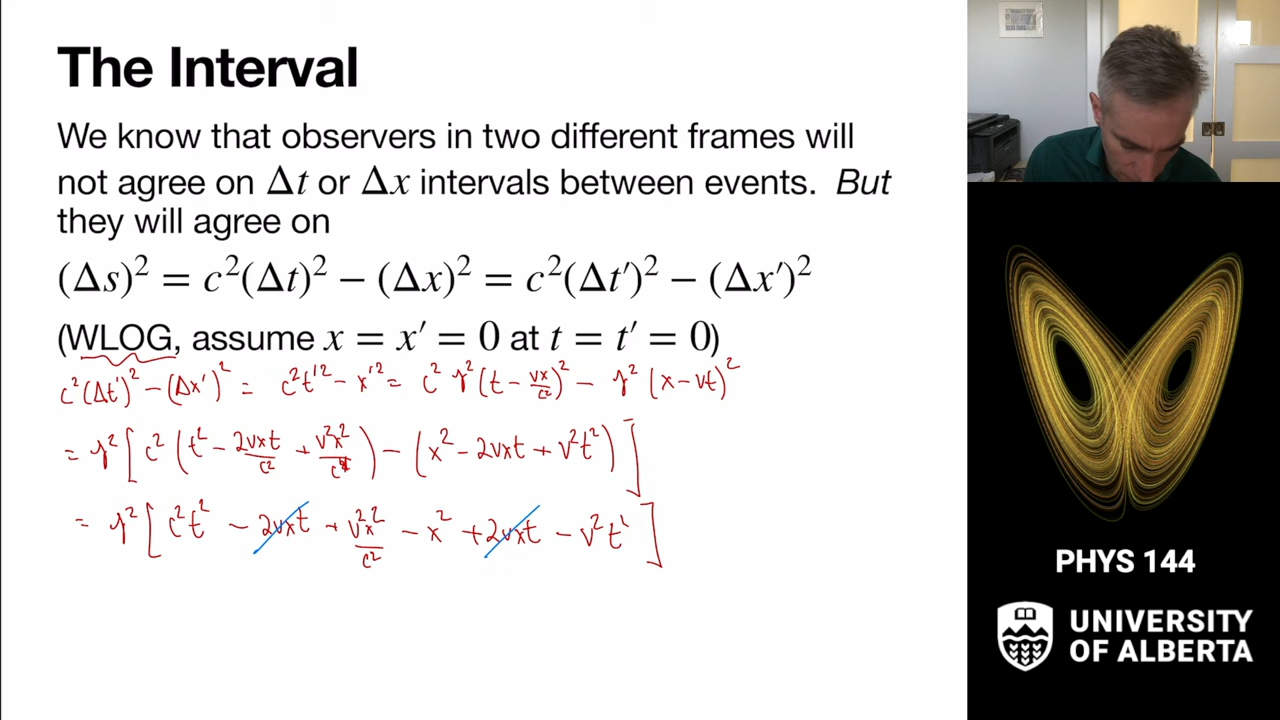 The Interval
We know that observers in two different frames will
not agree on Δt or Δx intervals between events. But
they will agree on
(Δs)² = c²(Δt)² − (Δx)² = c²(Δt′)² − (Δx′)²
(WLOG, assume x = x′ = 0 at t = t′ = 0)
c²(Δt′)² − (Δx′)² = c²t′² − x′² = c² γ² (t − vx/c²)² − γ² (x − vt)²
= γ² [c² (t² − 2vxt/c² + v²x²/c⁴) − (x² − 2vxt + v²t²)]
= γ² [c²t² − 2vxt + v²x²/c² − x² + 2vxt − v²t²]
PHYS 144
UNIVERSITY
OF ALBERTA